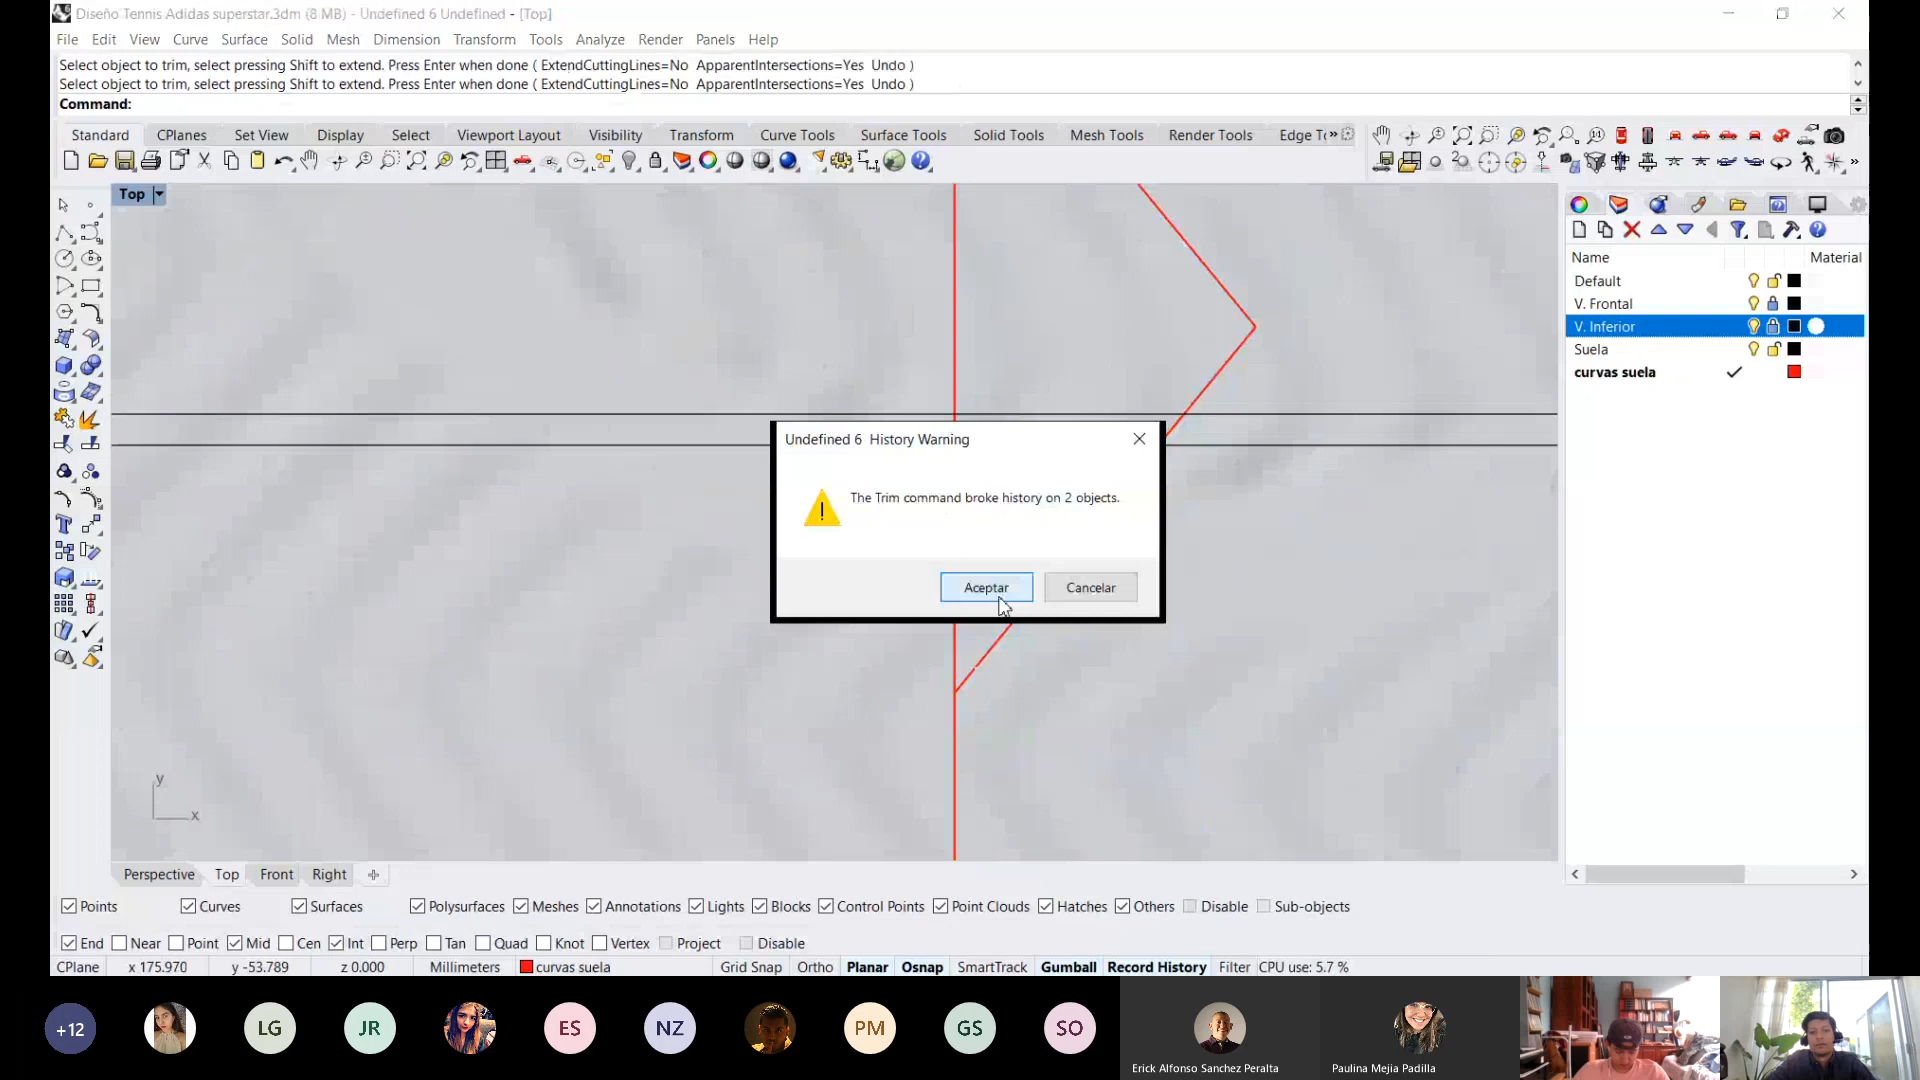 Diseño Tennis Adidas superstar.3dm (8 MB) - Undefined 6 Undefined - [Top]
File Edit View Curve Surface Solid Mesh Dimension Transform Tools Analyze Render Panels Help
Select object to trim, select pressing Shift to extend. Press Enter when done ( ExtendCuttingLines=No ApparentIntersections=Yes Undo )
Select object to trim, select pressing Shift to extend. Press Enter when done ( ExtendCuttingLines=No ApparentIntersections=Yes Undo )
Command:
Standard CPlanes Set View Display Select Viewport Layout Visibility Transform Curve Tools Surface Tools Solid Tools Mesh Tools Render Tools Edge To
Top
Name Material
Default
V. Frontal
V. Inferior
Suela
curvas suela
Undefined 6 History Warning
The Trim command broke history on 2 objects.
Aceptar Cancelar
y
x
Perspective Top Front Right
Points Curves Surfaces Polysurfaces Meshes Annotations Lights Blocks Control Points Point Clouds Hatches Others Disable Sub-objects
End Near Point Mid Cen Int Perp Tan Quad Knot Vertex Project Disable
CPlane x 175.970 y -53.789 z 0.000 Millimeters curvas suela Grid Snap Ortho Planar Osnap SmartTrack Gumball Record History Filter CPU use: 5.7 %
+12 LG JR ES NZ PM GS SO
Erick Alfonso Sanchez Peralta Paulina Mejia Padilla